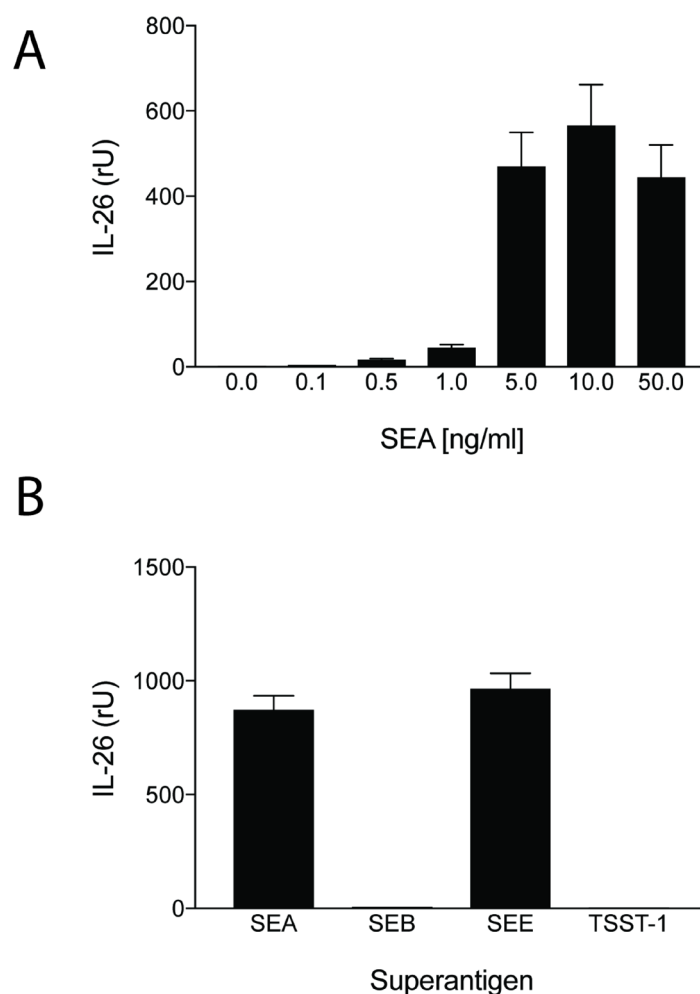 A
IL-26 (rU)
800
600
400
200
0
0.0 0.1 0.5 1.0 5.0 10.0 50.0
SEA [ng/ml]
B
IL-26 (rU)
1500
1000
500
0
SEA SEB SEE TSST-1
Superantigen